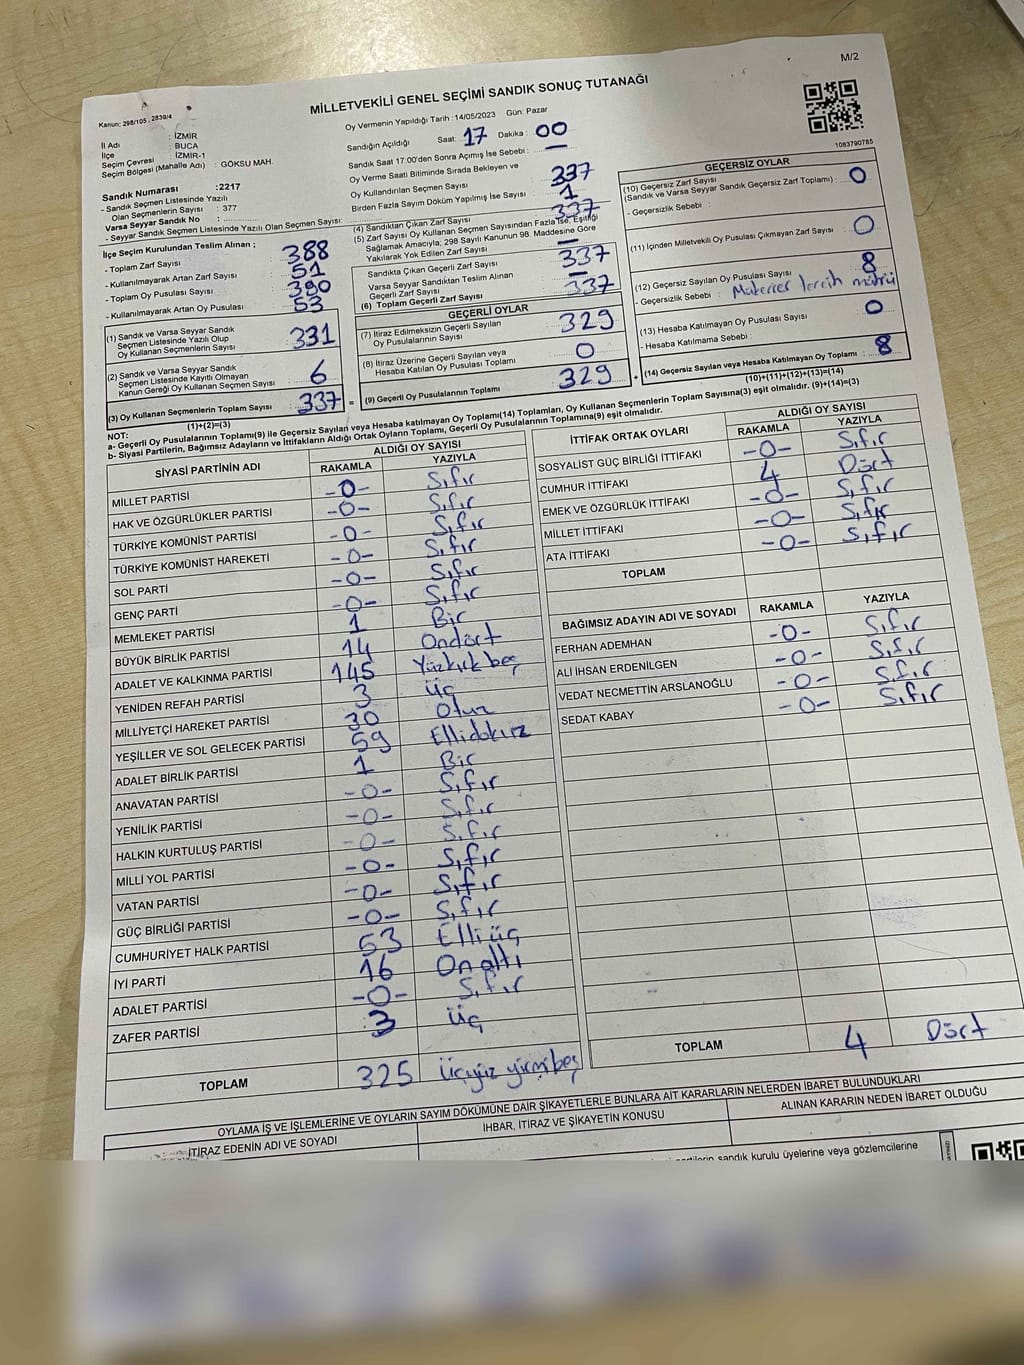 M/2
Kanun: 298/105, 2839/4
MİLLETVEKİLİ GENEL SEÇİMİ SANDIK SONUÇ TUTANAĞI
Oy Vermenin Yapıldığı Tarih : 14/05/2023 Gün: Pazar
1083790785
İl Adı : İZMİR
İlçe : BUCA
Seçim Çevresi : İZMİR-1
Seçim Bölgesi (Mahalle Adı) : GÖKSU MAH.
Sandık Numarası : 2217
- Sandık Seçmen Listesinde Yazılı
Olan Seçmenlerin Sayısı : 377
Varsa Seyyar Sandık No :
- Seyyar Sandık Seçmen Listesinde Yazılı Olan Seçmen Sayısı:
İlçe Seçim Kurulundan Teslim Alınan ;
- Toplam Zarf Sayısı 388
- Kullanılmayarak Artan Zarf Sayısı 51
- Toplam Oy Pusulası Sayısı 390
- Kullanılmayarak Artan Oy Pusulası 53
(1) Sandık ve Varsa Seyyar Sandık
Seçmen Listesinde Yazılı Olup
Oy Kullanan Seçmenlerin Sayısı 331
(2) Sandık ve Varsa Seyyar Sandık
Seçmen Listesinde Kayıtlı Olmayan
Kanun Gereği Oy Kullanan Seçmen Sayısı 6
(3) Oy Kullanan Seçmenlerin Toplam Sayısı 337 =
(1)+(2)=(3)
Sandığın Açıldığı Saat: 17 Dakika : 00
Sandık Saat 17:00'den Sonra Açımış İse Sebebi :
Oy Verme Saati Bitiminde Sırada Bekleyen ve
Oy Kullandırılan Seçmen Sayısı 337
Birden Fazla Sayım Döküm Yapılmış İse Sayısı : 1
(4) Sandıktan Çıkan Zarf Sayısı 337
(5) Zarf Sayısı Oy Kullanan Seçmen Sayısından Fazla İse, Eşitliği
Sağlamak Amacıyla, 298 Sayılı Kanunun 98. Maddesine Göre
Yakılarak Yok Edilen Zarf Sayısı
Sandıkta Çıkan Geçerli Zarf Sayısı 337
Varsa Seyyar Sandıktan Teslim Alınan
Geçerli Zarf Sayısı
(6) Toplam Geçerli Zarf Sayısı 337
GEÇERLİ OYLAR
(7) İtiraz Edilmeksizin Geçerli Sayılan
Oy Pusulalarının Sayısı 329
(8) İtiraz Üzerine Geçerli Sayılan veya
Hesaba Katılan Oy Pusulası Toplamı 0
(9) Geçerli Oy Pusulalarının Toplamı 329 +
GEÇERSİZ OYLAR
(10) Geçersiz Zarf Sayısı
(Sandık ve Varsa Seyyar Sandık Geçersiz Zarf Toplamı) : 0
- Geçersizlik Sebebi :
(11) İçinden Milletvekili Oy Pusulası Çıkmayan Zarf Sayısı : 0
(12) Geçersiz Sayılan Oy Pusulası Sayısı : 8
- Geçersizlik Sebebi : Mükerrer tercih mührü
(13) Hesaba Katılmayan Oy Pusulası Sayısı : 0
- Hesaba Katılmama Sebebi :
(14) Geçersiz Sayılan veya Hesaba Katılmayan Oy Toplamı : 8
(10)+(11)+(12)+(13)=(14)
NOT:
a- Geçerli Oy Pusulalarının Toplamı(9) ile Geçersiz Sayılan veya Hesaba katılmayan Oy Toplamı(14) Toplamları, Oy Kullanan Seçmenlerin Toplam Sayısına(3) eşit olmalıdır. (9)+(14)=(3)
b- Siyasi Partilerin, Bağımsız Adayların ve İttifakların Aldığı Ortak Oyların Toplamı, Geçerli Oy Pusulalarının Toplamına(9) eşit olmalıdır.
SİYASİ PARTİNİN ADI
ALDIĞI OY SAYISI
RAKAMLA YAZIYLA
MİLLET PARTİSİ -0- Sıfır
HAK VE ÖZGÜRLÜKLER PARTİSİ -0- Sıfır
TÜRKİYE KOMÜNİST PARTİSİ -0- Sıfır
TÜRKİYE KOMÜNİST HAREKETİ -0- Sıfır
SOL PARTİ -0- Sıfır
GENÇ PARTİ -0- Sıfır
MEMLEKET PARTİSİ 1 Bir
BÜYÜK BİRLİK PARTİSİ 14 Ondört
ADALET VE KALKINMA PARTİSİ 145 Yüzkırkbeş
YENİDEN REFAH PARTİSİ 3 Üç
MİLLİYETÇİ HAREKET PARTİSİ 30 Otuz
YEŞİLLER VE SOL GELECEK PARTİSİ 59 Ellidokuz
ADALET BİRLİK PARTİSİ 1 Bir
ANAVATAN PARTİSİ -0- Sıfır
YENİLİK PARTİSİ -0- Sıfır
HALKIN KURTULUŞ PARTİSİ -0- Sıfır
MİLLİ YOL PARTİSİ -0- Sıfır
VATAN PARTİSİ -0- Sıfır
GÜÇ BİRLİĞİ PARTİSİ -0- Sıfır
CUMHURİYET HALK PARTİSİ 53 Elliüç
İYİ PARTİ 16 Onaltı
ADALET PARTİSİ -0- Sıfır
ZAFER PARTİSİ 3 Üç
TOPLAM 325 Üçyüz yirmibeş
İTTİFAK ORTAK OYLARI
ALDIĞI OY SAYISI
RAKAMLA YAZIYLA
SOSYALİST GÜÇ BİRLİĞİ İTTİFAKI -0- Sıfır
CUMHUR İTTİFAKI 4 Dört
EMEK VE ÖZGÜRLÜK İTTİFAKI -0- Sıfır
MİLLET İTTİFAKI -0- Sıfır
ATA İTTİFAKI -0- Sıfır
TOPLAM
BAĞIMSIZ ADAYIN ADI VE SOYADI RAKAMLA YAZIYLA
FERHAN ADEMHAN -0- Sıfır
ALİ İHSAN ERDENİLGEN -0- Sıfır
VEDAT NECMETTİN ARSLANOĞLU -0- Sıfır
SEDAT KABAY -0- Sıfır
TOPLAM 4 Dört
OYLAMA İŞ VE İŞLEMLERİNE VE OYLARIN SAYIM DÖKÜMÜNE DAİR ŞİKAYETLERLE BUNLARA AİT KARARLARIN NELERDEN İBARET BULUNDUKLARI
İTİRAZ EDENİN ADI VE SOYADI İHBAR, İTİRAZ VE ŞİKAYETİN KONUSU ALINAN KARARIN NEDEN İBARET OLDUĞU
sandık kurulu üyelerine veya gözlemcilerine